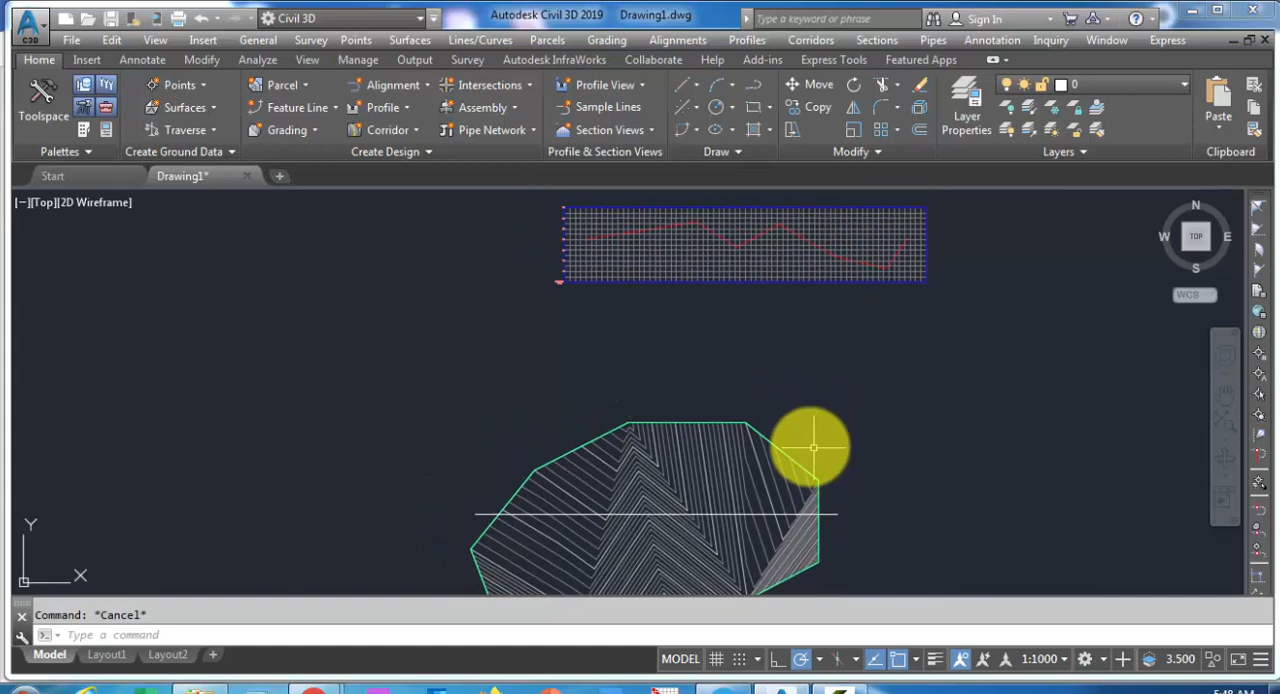 Civil 3D
Autodesk Civil 3D 2019 Drawing1.dwg
Type a keyword or phrase
Sign In
C3D
File Edit View Insert General Survey Points Surfaces Lines/Curves Parcels Grading Alignments Profiles Corridors Sections Pipes Annotation Inquiry Window Express
Home Insert Annotate Modify Analyze View Manage Output Survey Autodesk InfraWorks Collaborate Help Add-ins Express Tools Featured Apps
Points Parcel Alignment Intersections Profile View Move 0
Toolspace Surfaces Feature Line Profile Assembly Sample Lines Copy Layer Properties Paste
Traverse Grading Corridor Pipe Network Section Views
Palettes Create Ground Data Create Design Profile & Section Views Draw Modify Layers Clipboard
Start Drawing1*
[−][Top][2D Wireframe]
N
W TOP E
S
WCS
Y
X
Command: *Cancel*
Type a command
Model Layout1 Layout2 MODEL 1:1000 3.500
5:48 AM